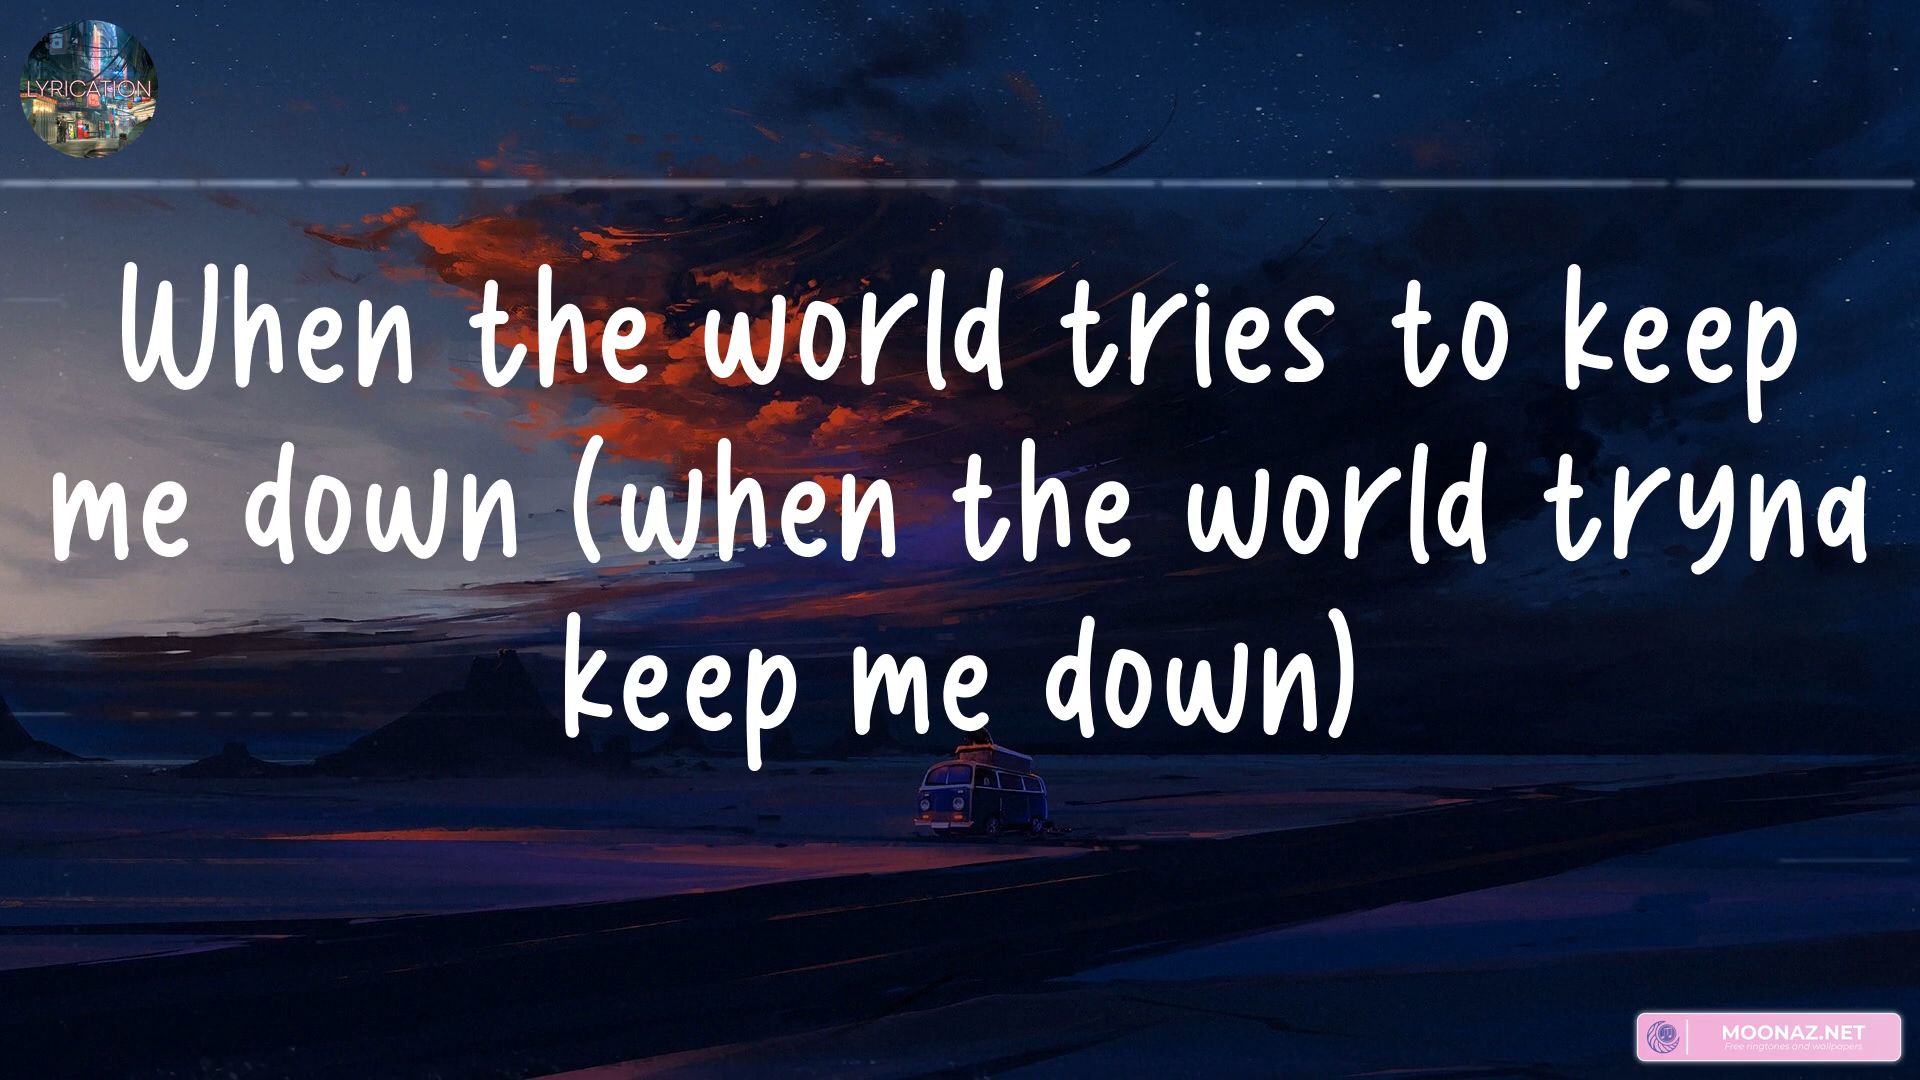 LYRICATION
When the world tries to keep
me down (when the world tryna
keep me down)
MOONAZ.NET
Free ringtones and wallpapers